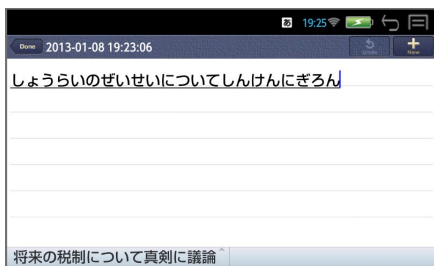 あ 19:25
Done 2013-01-08 19:23:06 Undo New
しょうらいのぜいせいについてしんけんにぎろん
将来の税制について真剣に議論